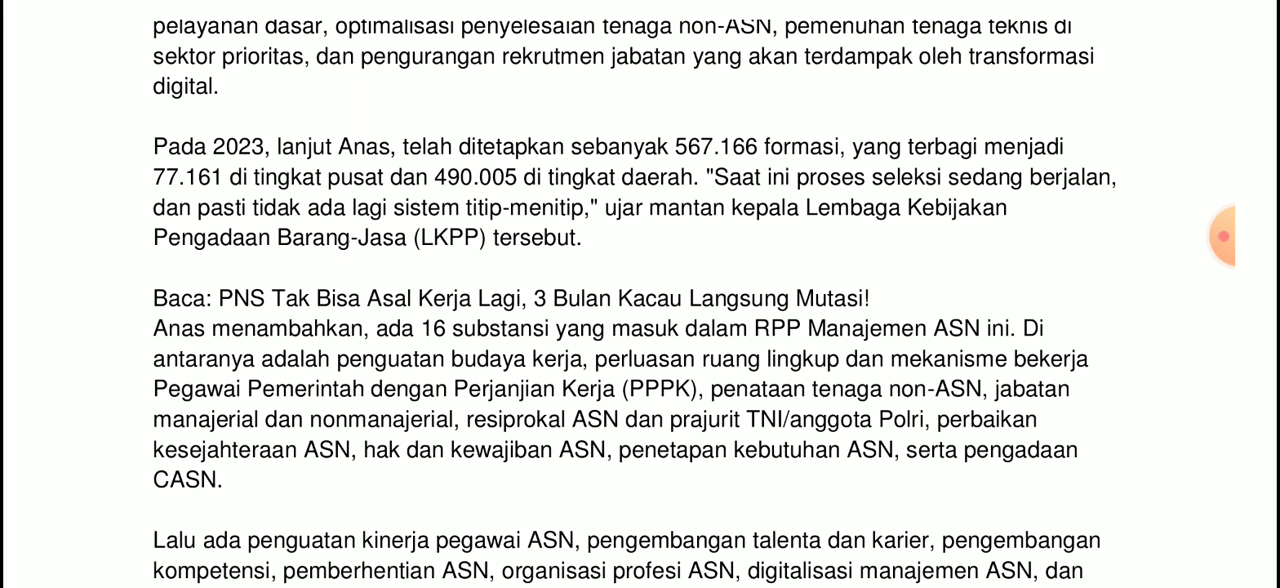 pelayanan dasar, optimalisasi penyelesaian tenaga non-ASN, pemenuhan tenaga teknis di
sektor prioritas, dan pengurangan rekrutmen jabatan yang akan terdampak oleh transformasi
digital.
Pada 2023, lanjut Anas, telah ditetapkan sebanyak 567.166 formasi, yang terbagi menjadi
77.161 di tingkat pusat dan 490.005 di tingkat daerah. "Saat ini proses seleksi sedang berjalan,
dan pasti tidak ada lagi sistem titip-menitip," ujar mantan kepala Lembaga Kebijakan
Pengadaan Barang-Jasa (LKPP) tersebut.
Baca: PNS Tak Bisa Asal Kerja Lagi, 3 Bulan Kacau Langsung Mutasi!
Anas menambahkan, ada 16 substansi yang masuk dalam RPP Manajemen ASN ini. Di
antaranya adalah penguatan budaya kerja, perluasan ruang lingkup dan mekanisme bekerja
Pegawai Pemerintah dengan Perjanjian Kerja (PPPK), penataan tenaga non-ASN, jabatan
manajerial dan nonmanajerial, resiprokal ASN dan prajurit TNI/anggota Polri, perbaikan
kesejahteraan ASN, hak dan kewajiban ASN, penetapan kebutuhan ASN, serta pengadaan
CASN.
Lalu ada penguatan kinerja pegawai ASN, pengembangan talenta dan karier, pengembangan
kompetensi, pemberhentian ASN, organisasi profesi ASN, digitalisasi manajemen ASN, dan